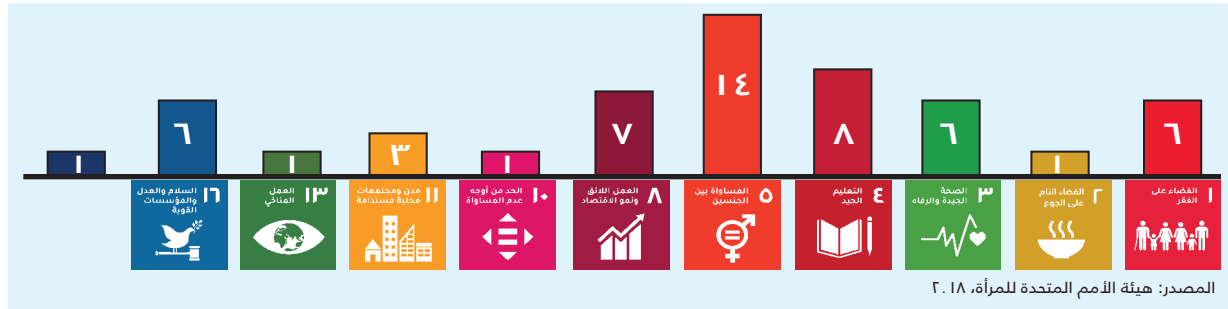 ٦
١
٦
٨
١٤
٧
١
٣
١
٦
١
١ القضاء على
الفقر
٢ القضاء التام
على الجوع
٣ الصحة
الجيدة والرفاه
٤ التعليم
الجيد
٥ المساواة بين
الجنسين
٨ العمل اللائق
ونمو الاقتصاد
١٠ الحد من أوجه
عدم المساواة
١١ مدن ومجتمعات
محلية مستدامة
١٣ العمل
المناخي
١٦ السلام والعدل
والمؤسسات
القوية
المصدر: هيئة الأمم المتحدة للمرأة، ٢٠١٨